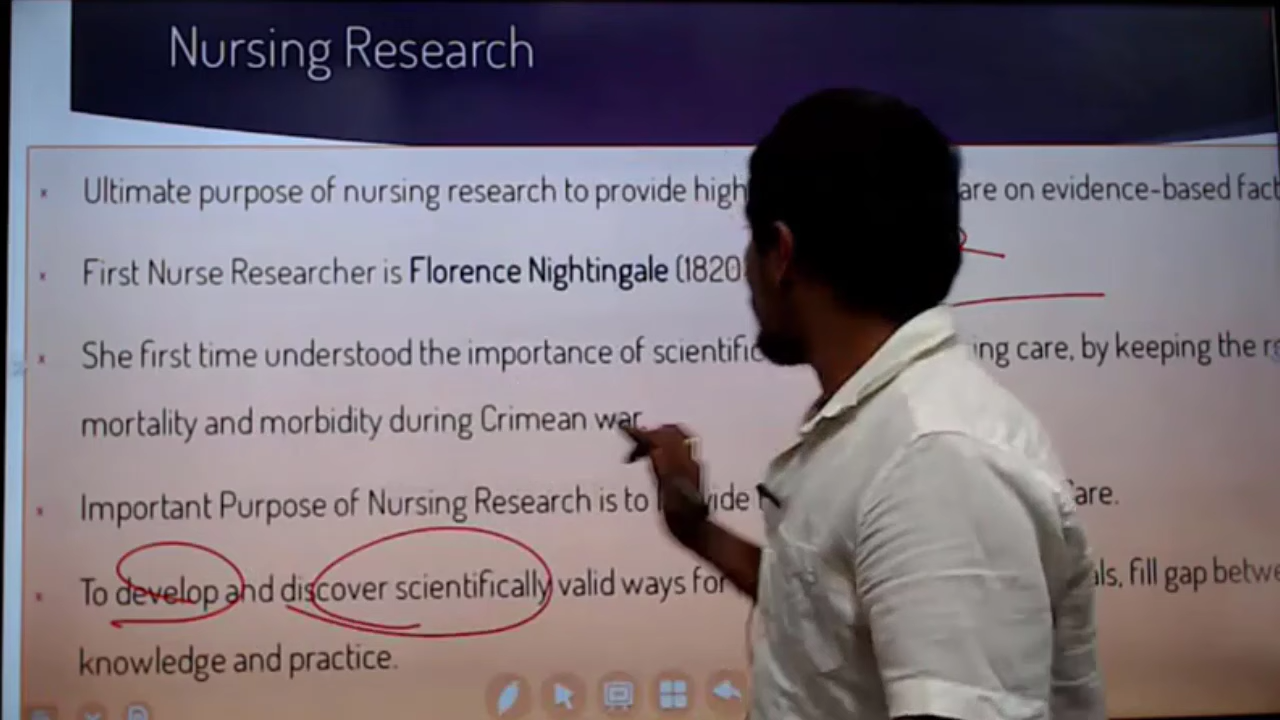 Nursing Research
Ultimate purpose of nursing research to provide high are on evidence-based fact
First Nurse Researcher is Florence Nightingale (1820
She first time understood the importance of scientific ing care, by keeping the
mortality and morbidity during Crimean war.
Important Purpose of Nursing Research is to are.
To develop and discover scientifically valid ways for als, fill gap betwe
knowledge and practice.